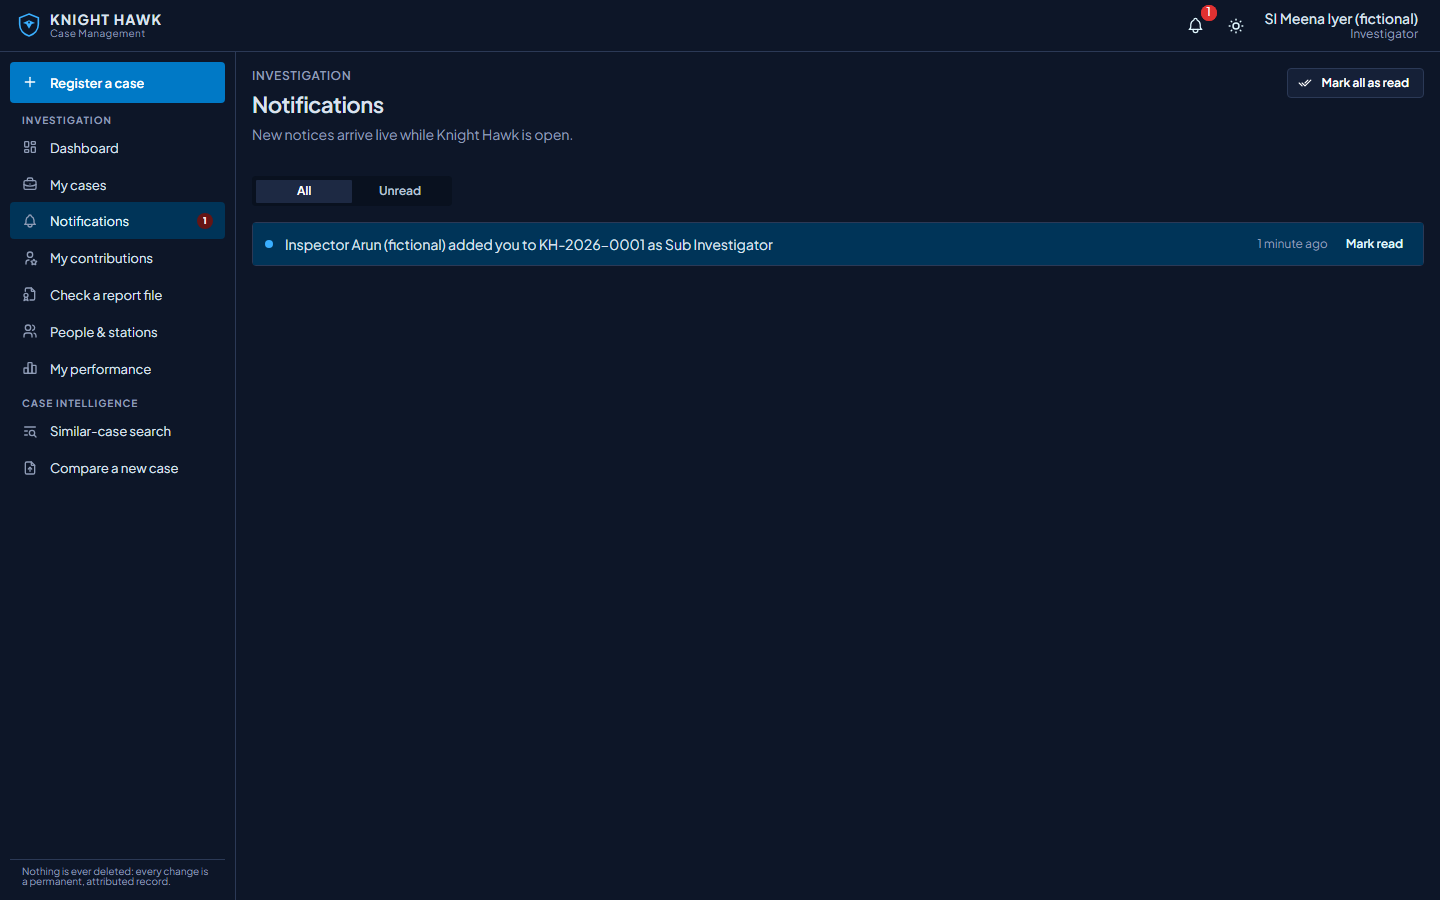 KNIGHT HAWK
Case Management
1
SI Meena Iyer (fictional)
Investigator
Register a case
INVESTIGATION
Dashboard
My cases
Notifications 1
My contributions
Check a report file
People & stations
My performance
CASE INTELLIGENCE
Similar-case search
Compare a new case
Nothing is ever deleted: every change is
a permanent, attributed record.
INVESTIGATION
Notifications
New notices arrive live while Knight Hawk is open.
Mark all as read
All Unread
Inspector Arun (fictional) added you to KH-2026-0001 as Sub Investigator 1 minute ago Mark read